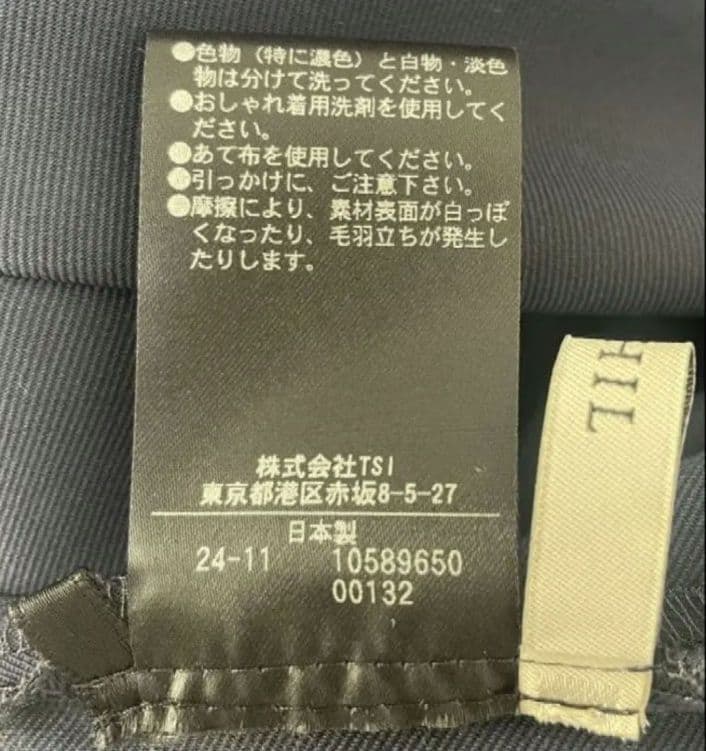 ●色物（特に濃色）と白物・淡色
物は分けて洗ってください。
●おしゃれ着用洗剤を使用してく
ださい。
●あて布を使用してください。
●引っかけに、ご注意下さい。
●摩擦により、素材表面が白っぽ
くなったり、毛羽立ちが発生し
たりします。
株式会社TSI
東京都港区赤坂8-5-27
日本製
24-11 10589650
00132
HIL